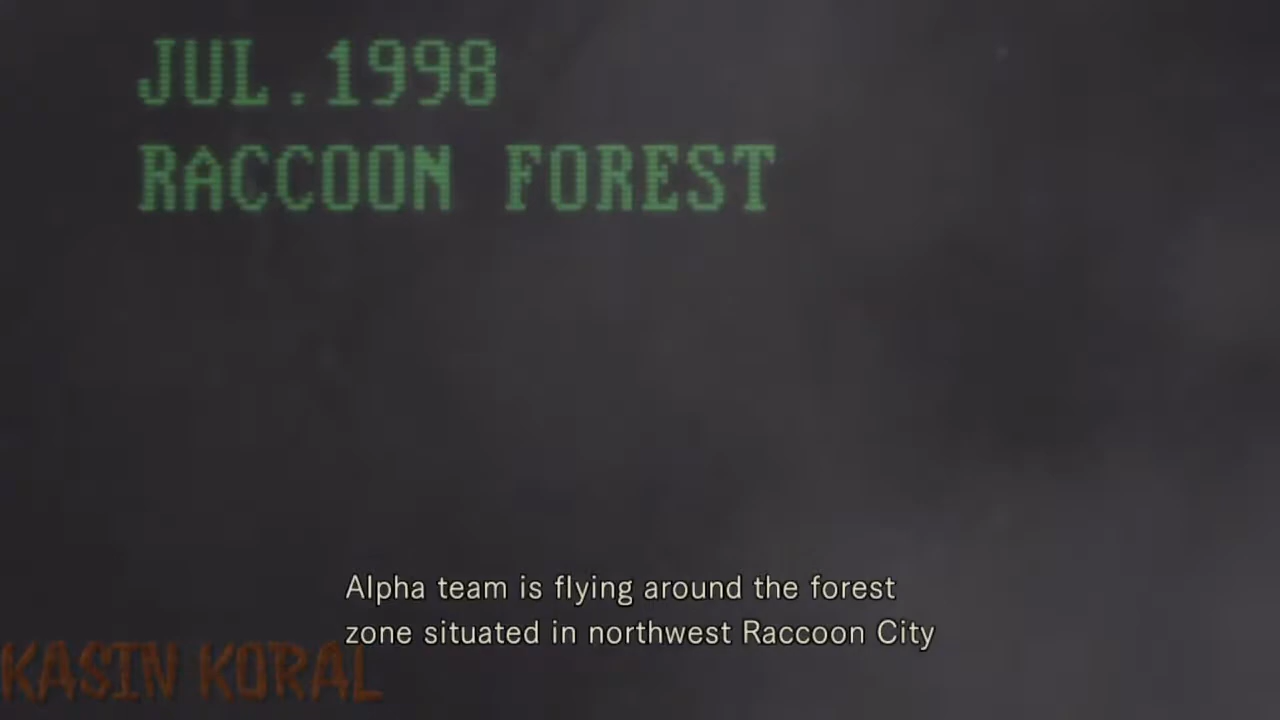 JUL.1998
RACCOON FOREST
Alpha team is flying around the forest
zone situated in northwest Raccoon City
KASIN KORAL